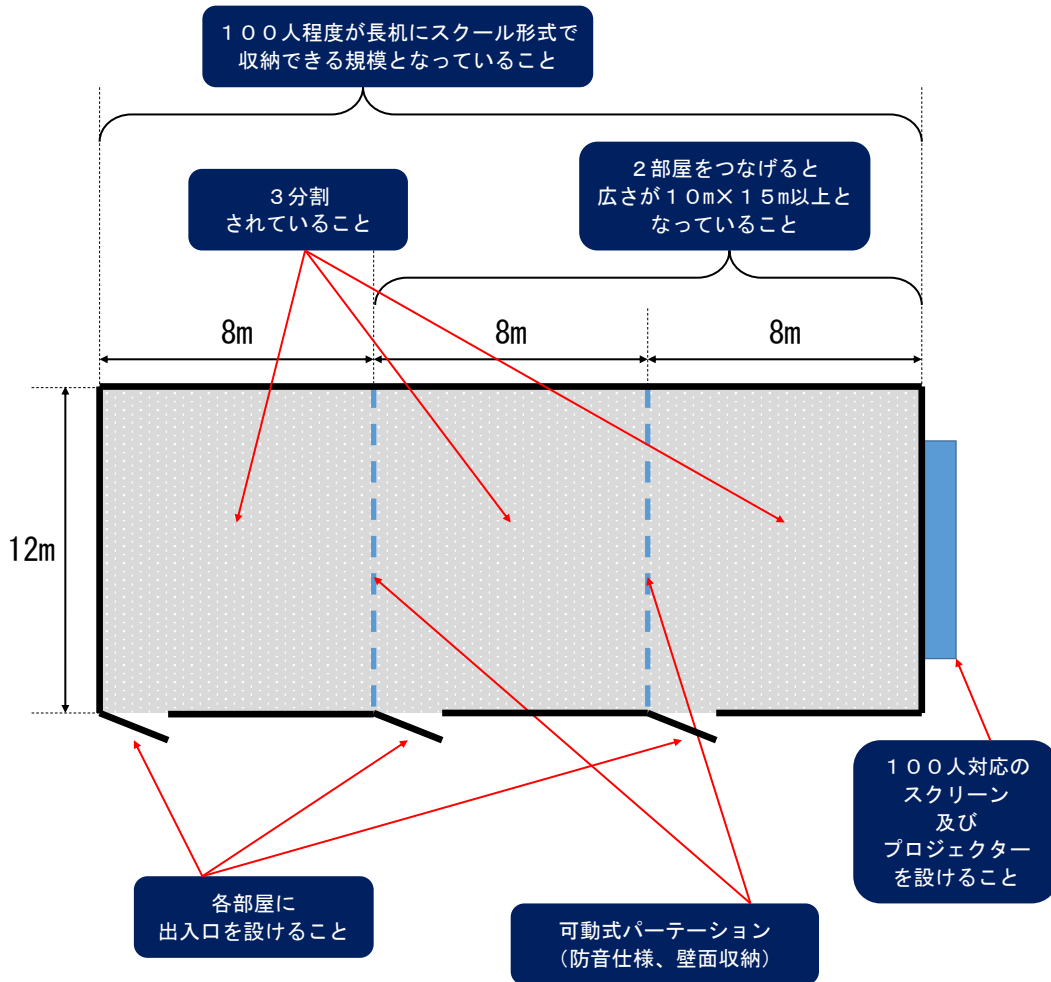 １００人程度が長机にスクール形式で
収納できる規模となっていること
２部屋をつなげると
広さが１０m×１５m以上と
なっていること
３分割
されていること
8m
8m
8m
12m
１００人対応の
スクリーン
及び
プロジェクター
を設けること
各部屋に
出入口を設けること
可動式パーテーション
（防音仕様、壁面収納）